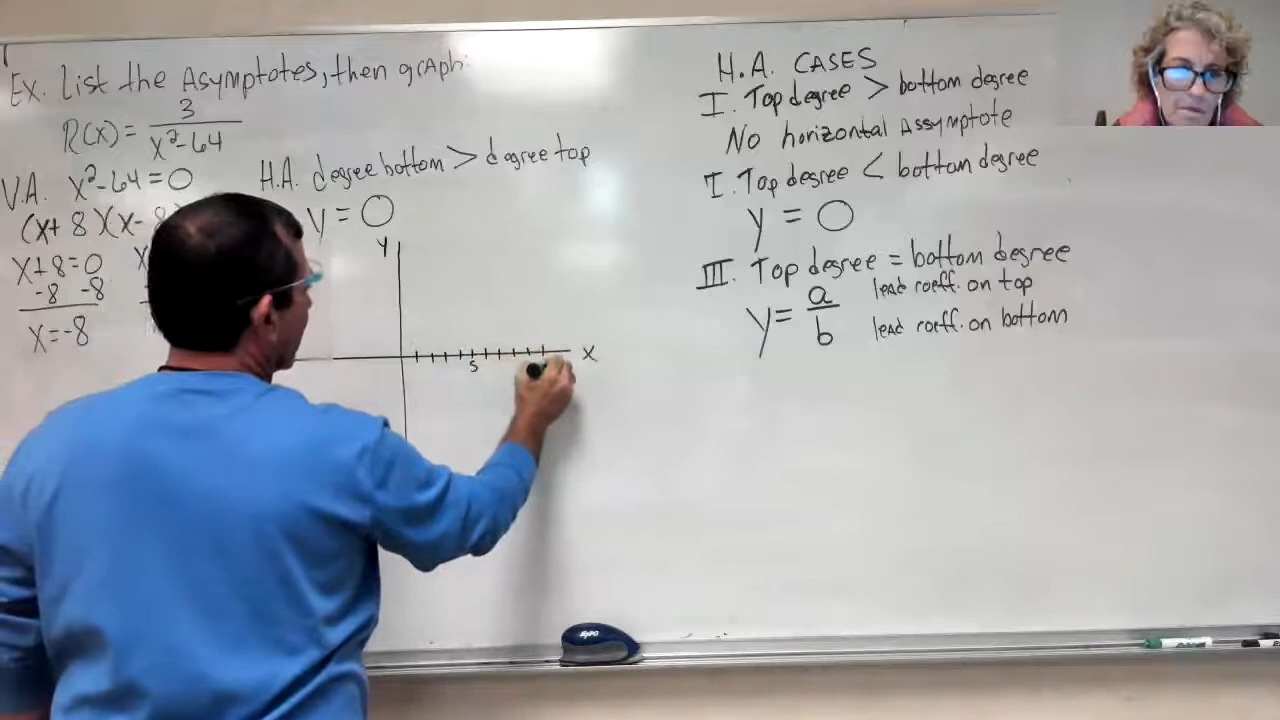 Ex. List the Asymptotes, then graph:
R(x) = 3
x²-64
V.A. x²-64=0
(x+8)(x-
x+8=0 x
-8 -8
x=-8
H.A. degree bottom > degree top
y = 0
y
5
x
H.A. CASES
I. Top degree > bottom degree
No horizontal Assymptote
I. Top degree < bottom degree
y = 0
III. Top degree = bottom degree
y = a lead coeff. on top
b lead coeff. on bottom
EXPO